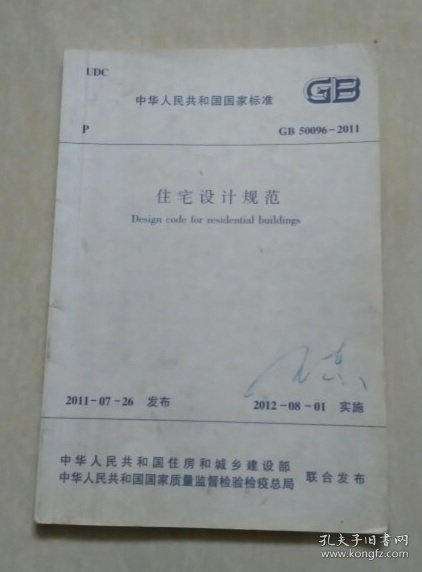 UDC
中华人民共和国国家标准
GB
P
GB 50096-2011
住宅设计规范
Design code for residential buildings
2011-07-26 发布
2012-08-01 实施
中华人民共和国住房和城乡建设部
中华人民共和国国家质量监督检验检疫总局
联合发布
孔夫子旧书网
www.kongfz.com